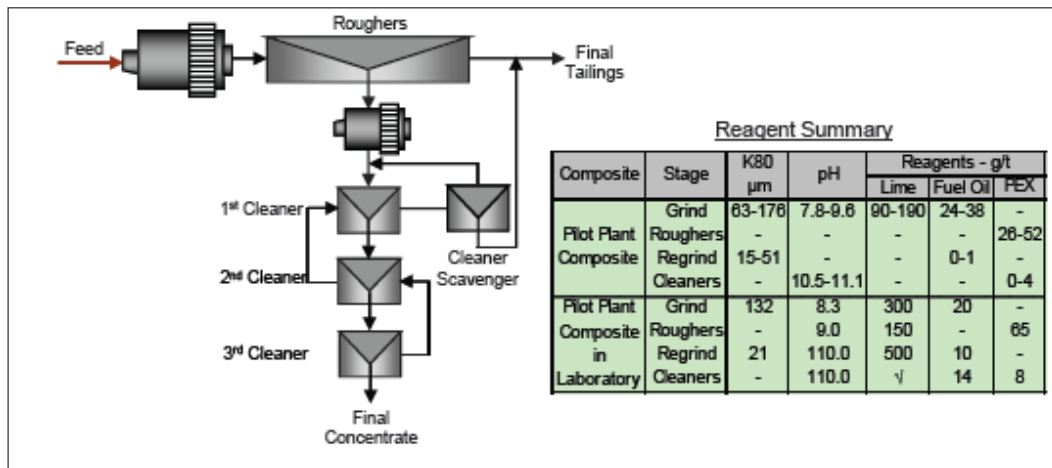 Roughers
Feed
Final
Tailings
1st Cleaner
Cleaner
Scavenger
2nd Cleaner
3rd Cleaner
Final
Concentrate
Reagent Summary
Composite Stage K80 µm pH Reagents - g/t
Lime Fuel Oil PEX
Grind 63-176 7.8-9.6 90-190 24-38 -
Pilot Plant Roughers - - - - 26-52
Composite Regrind 15-51 - - 0-1
Cleaners - 10.5-11.1 - - 0-4
Pilot Plant Grind 132 8.3 300 20 -
Composite Roughers - 9.0 150 - 65
in Regrind 21 110.0 500 10 -
Laboratory Cleaners - 110.0 √ 14 8